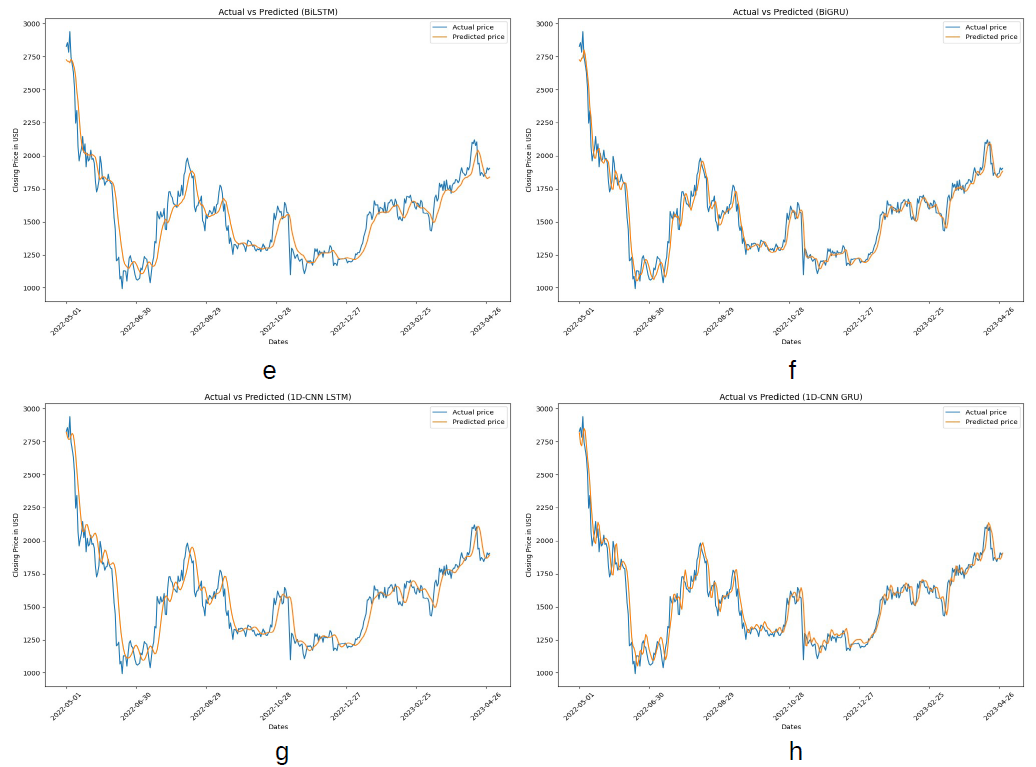 Actual vs Predicted (BiLSTM)
3000
2750
2500
2250
2000
1750
1500
1250
1000
Closing Price in USD
Actual price
Predicted price
2022-05-01
2022-06-30
2022-08-29
2022-10-28
2022-12-27
2023-02-25
2023-04-26
Dates
e
Actual vs Predicted (BiGRU)
3000
2750
2500
2250
2000
1750
1500
1250
1000
Closing Price in USD
Actual price
Predicted price
2022-05-01
2022-06-30
2022-08-29
2022-10-28
2022-12-27
2023-02-25
2023-04-26
Dates
f
Actual vs Predicted (1D-CNN LSTM)
3000
2750
2500
2250
2000
1750
1500
1250
1000
Closing Price in USD
Actual price
Predicted price
2022-05-01
2022-06-30
2022-08-29
2022-10-28
2022-12-27
2023-02-25
2023-04-26
Dates
g
Actual vs Predicted (1D-CNN GRU)
3000
2750
2500
2250
2000
1750
1500
1250
1000
Closing Price in USD
Actual price
Predicted price
2022-05-01
2022-06-30
2022-08-29
2022-10-28
2022-12-27
2023-02-25
2023-04-26
Dates
h